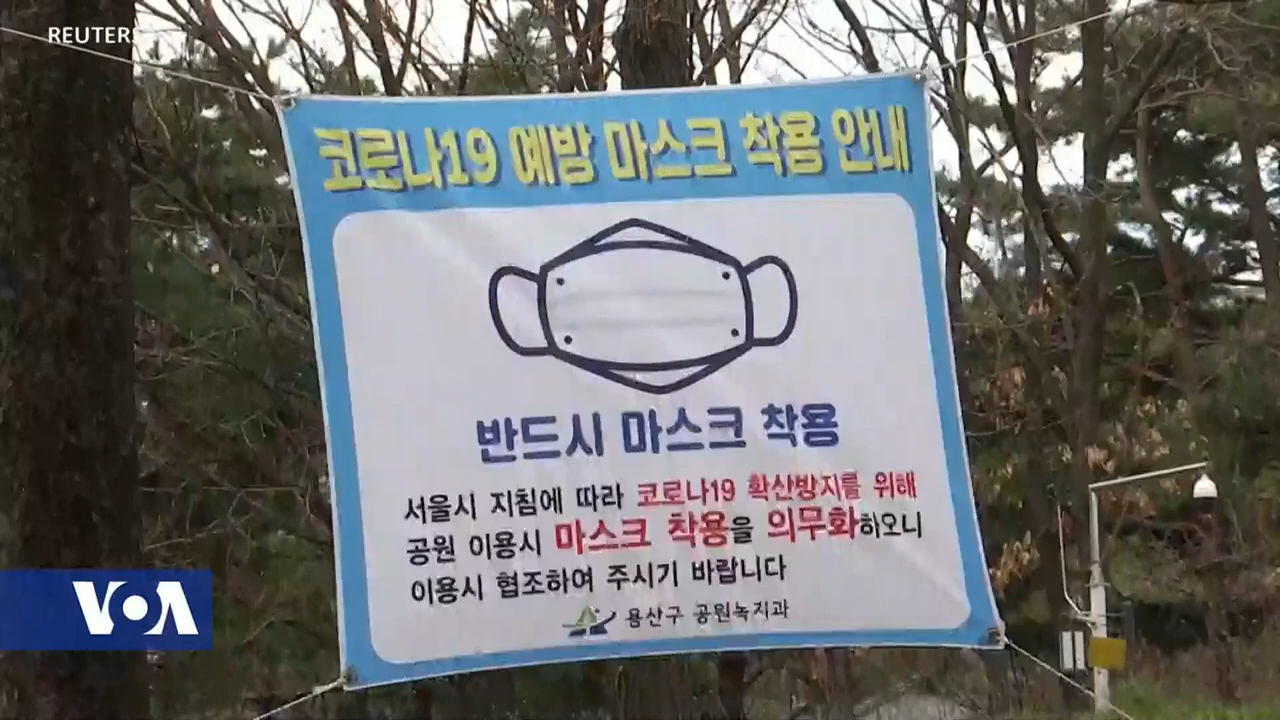 REUTERS
코로나19 예방 마스크 착용 안내
반드시 마스크 착용
서울시 지침에 따라 코로나19 확산방지를 위해
공원 이용시 마스크 착용을 의무화하오니
이용시 협조하여 주시기 바랍니다
용산구 공원녹지과
VOA